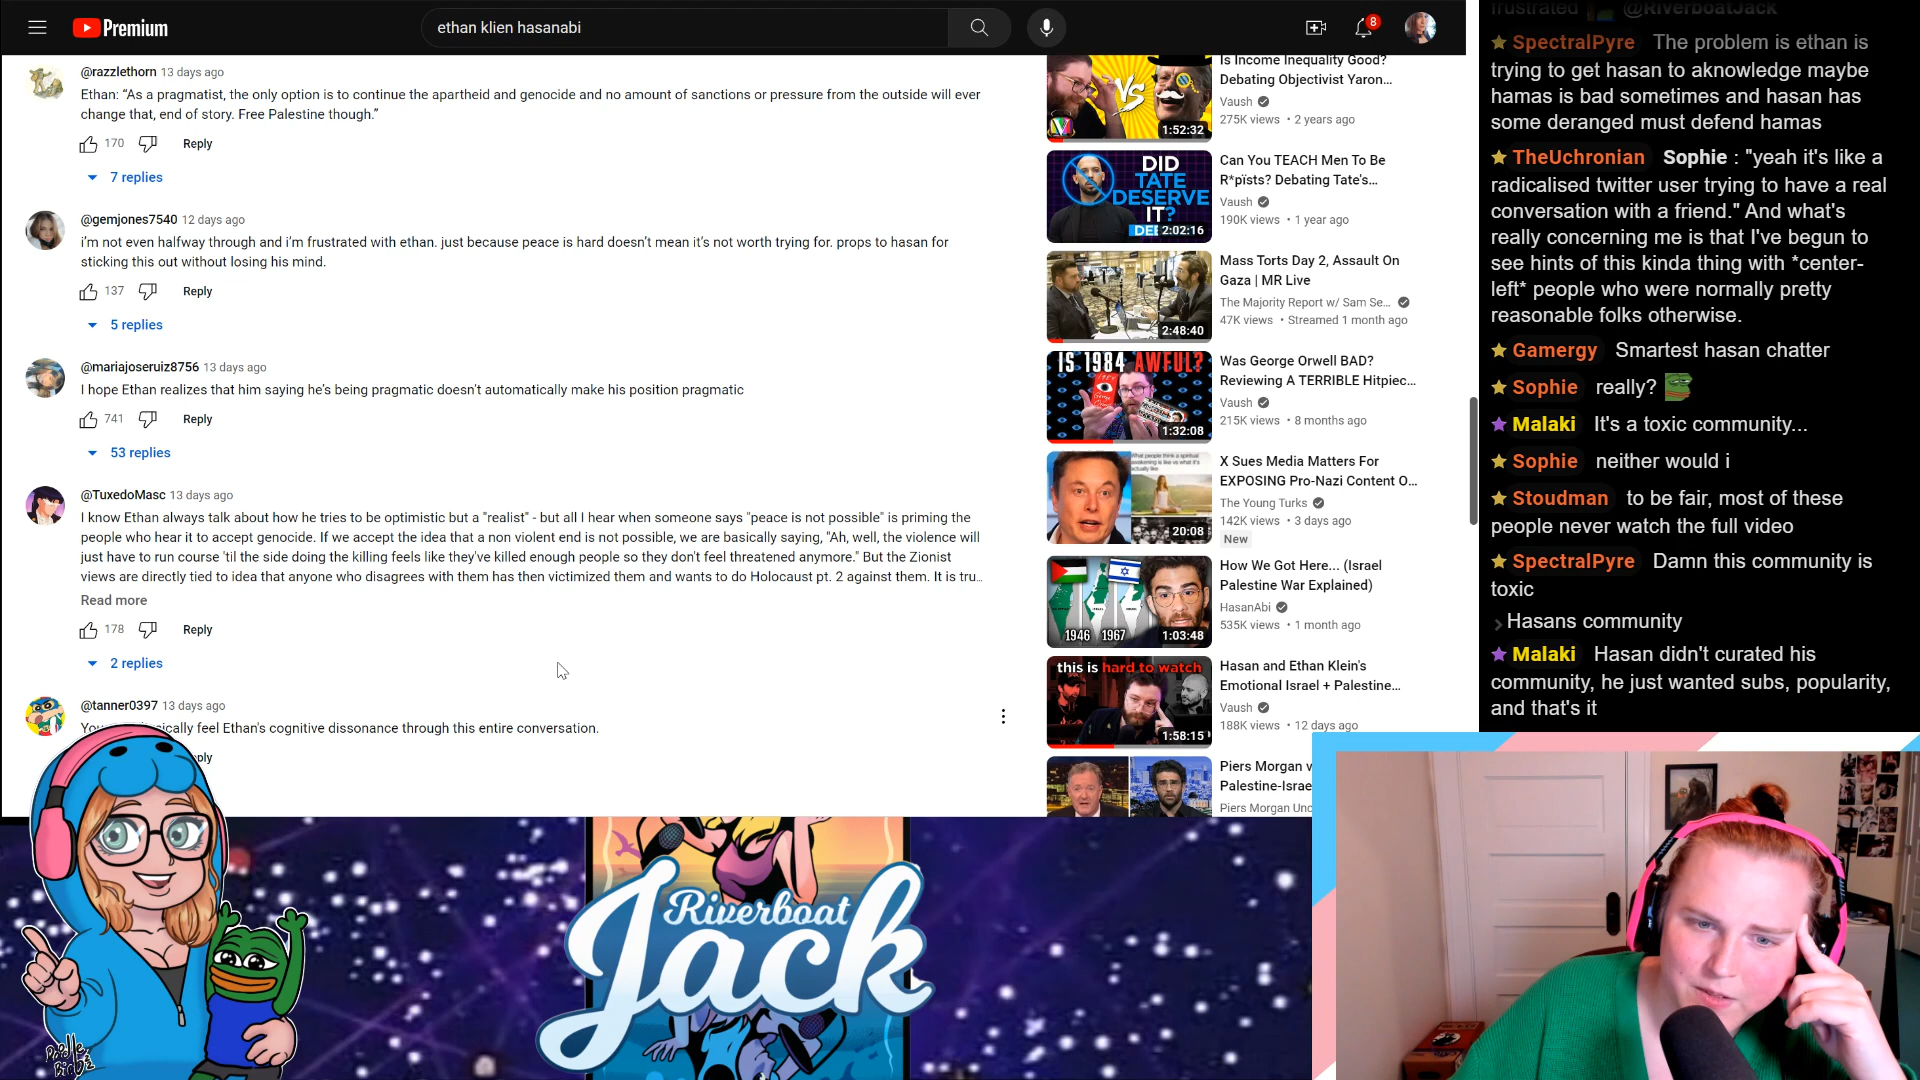 Premium
ethan klien hasanabi
8
@razzlethorn 13 days ago
Ethan: “As a pragmatist, the only option is to continue the apartheid and genocide and no amount of sanctions or pressure from the outside will ever
change that, end of story. Free Palestine though.”
170
Reply
7 replies
@gemjones7540 12 days ago
i’m not even halfway through and i’m frustrated with ethan. just because peace is hard doesn’t mean it’s not worth trying for. props to hasan for
sticking this out without losing his mind.
137
Reply
5 replies
@mariajoseruiz8756 13 days ago
I hope Ethan realizes that him saying he’s being pragmatic doesn’t automatically make his position pragmatic
741
Reply
53 replies
@TuxedoMasc 13 days ago
I know Ethan always talk about how he tries to be optimistic but a "realist" - but all I hear when someone says "peace is not possible" is priming the
people who hear it to accept genocide. If we accept the idea that a non violent end is not possible, we are basically saying, "Ah, well, the violence will
just have to run course 'til the side doing the killing feels like they've killed enough people so they don't feel threatened anymore." But the Zionist
views are directly tied to idea that anyone who disagrees with them has then victimized them and wants to do Holocaust pt. 2 against them. It is tru...
Read more
178
Reply
2 replies
@tanner0397 13 days ago
feel Ethan's cognitive dissonance through this entire conversation.
VS
1:52:32
Is Income Inequality Good?
Debating Objectivist Yaron...
Vaush
275K views • 2 years ago
DID
TATE
DESERVE
IT?
2:02:16
Can You TEACH Men To Be
R*pïsts? Debating Tate's...
Vaush
190K views • 1 year ago
2:48:40
Mass Torts Day 2, Assault On
Gaza | MR Live
The Majority Report w/ Sam Se...
47K views • Streamed 1 month ago
IS 1984 AWFUL?
1:32:08
Was George Orwell BAD?
Reviewing A TERRIBLE Hitpiec...
Vaush
215K views • 8 months ago
20:08
X Sues Media Matters For
EXPOSING Pro-Nazi Content O...
The Young Turks
142K views • 3 days ago
New
1946 1967
1:03:48
How We Got Here... (Israel
Palestine War Explained)
HasanAbi
535K views • 1 month ago
this is hard to watch
1:58:15
Hasan and Ethan Klein's
Emotional Israel + Palestine...
Vaush
188K views • 12 days ago
Piers Morgan v
Palestine-Israe
Piers Morgan Unc
frustrated @RiverboatJack
SpectralPyre The problem is ethan is
trying to get hasan to aknowledge maybe
hamas is bad sometimes and hasan has
some deranged must defend hamas
TheUchronian Sophie : "yeah it's like a
radicalised twitter user trying to have a real
conversation with a friend." And what's
really concerning me is that I've begun to
see hints of this kinda thing with *center-
left* people who were normally pretty
reasonable folks otherwise.
Gamergy Smartest hasan chatter
Sophie really?
Malaki It's a toxic community...
Sophie neither would i
Stoudman to be fair, most of these
people never watch the full video
SpectralPyre Damn this community is
toxic
Hasans community
Malaki Hasan didn't curated his
community, he just wanted subs, popularity,
and that's it
Riverboat
Jack